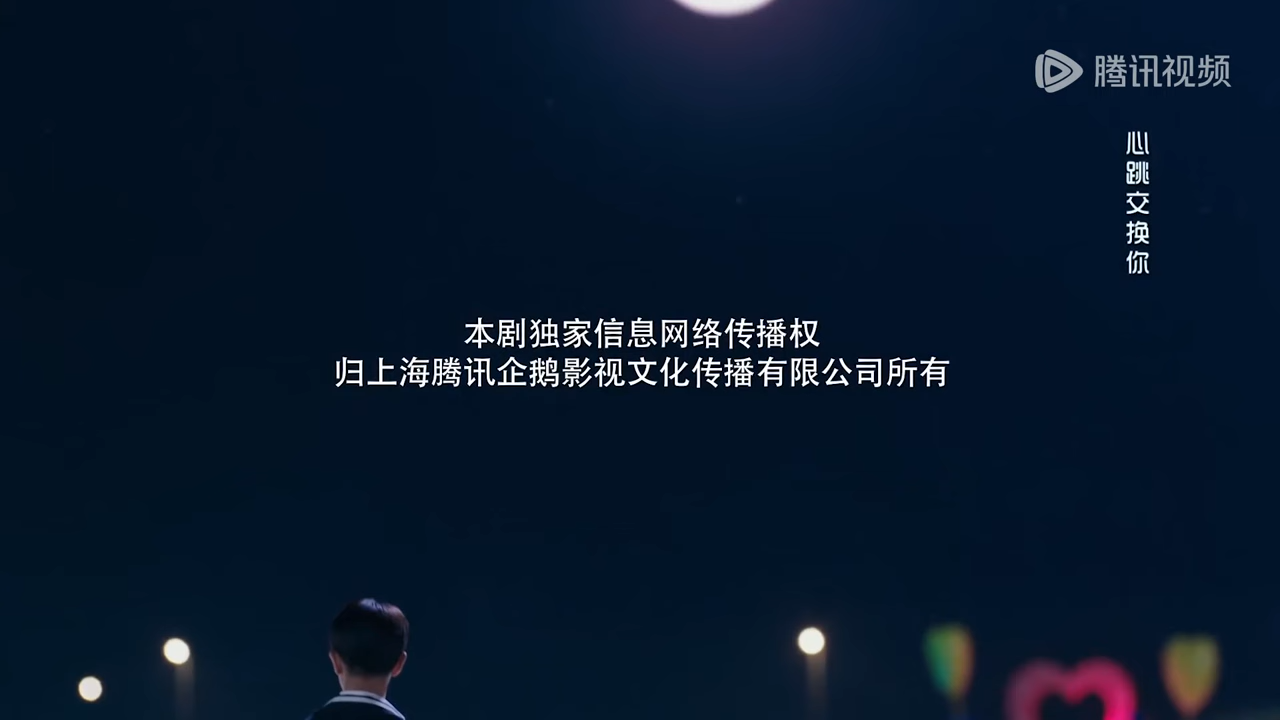 腾讯视频
心跳交换你
本剧独家信息网络传播权
归上海腾讯企鹅影视文化传播有限公司所有